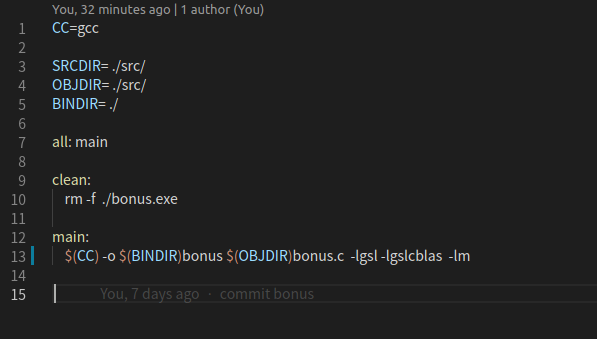 You, 32 minutes ago | 1 author (You)
1 CC=gcc
2
3 SRCDIR= ./src/
4 OBJDIR= ./src/
5 BINDIR= ./
6
7 all: main
8
9 clean:
10 rm -f ./bonus.exe
11
12 main:
13 $(CC) -o $(BINDIR)bonus $(OBJDIR)bonus.c -lgsl -lgslcblas -lm
14
15 You, 7 days ago · commit bonus